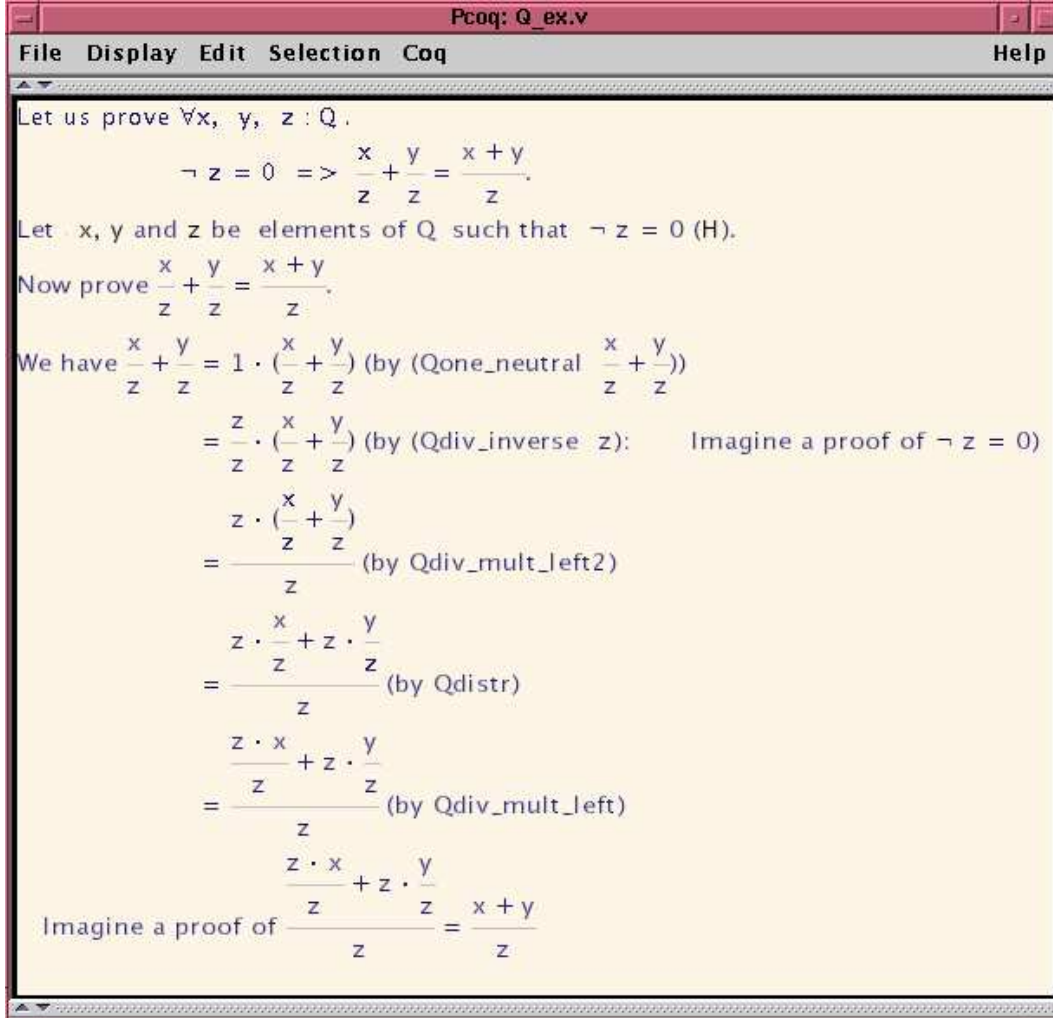 Pcoq: Q_ex.v
File Display Edit Selection Coq Help
Let us prove ∀x, y, z : Q .
¬ z = 0 => x/z + y/z = (x + y)/z.
Let x, y and z be elements of Q such that ¬ z = 0 (H).
Now prove x/z + y/z = (x + y)/z.
We have x/z + y/z = 1 · (x/z + y/z) (by (Qone_neutral x/z + y/z))
= z/z · (x/z + y/z) (by (Qdiv_inverse z): Imagine a proof of ¬ z = 0)
= (z · (x/z + y/z))/z (by Qdiv_mult_left2)
= (z · x/z + z · y/z)/z (by Qdistr)
= ((z · x)/z + z · y/z)/z (by Qdiv_mult_left)
Imagine a proof of ((z · x)/z + z · y/z)/z = (x + y)/z